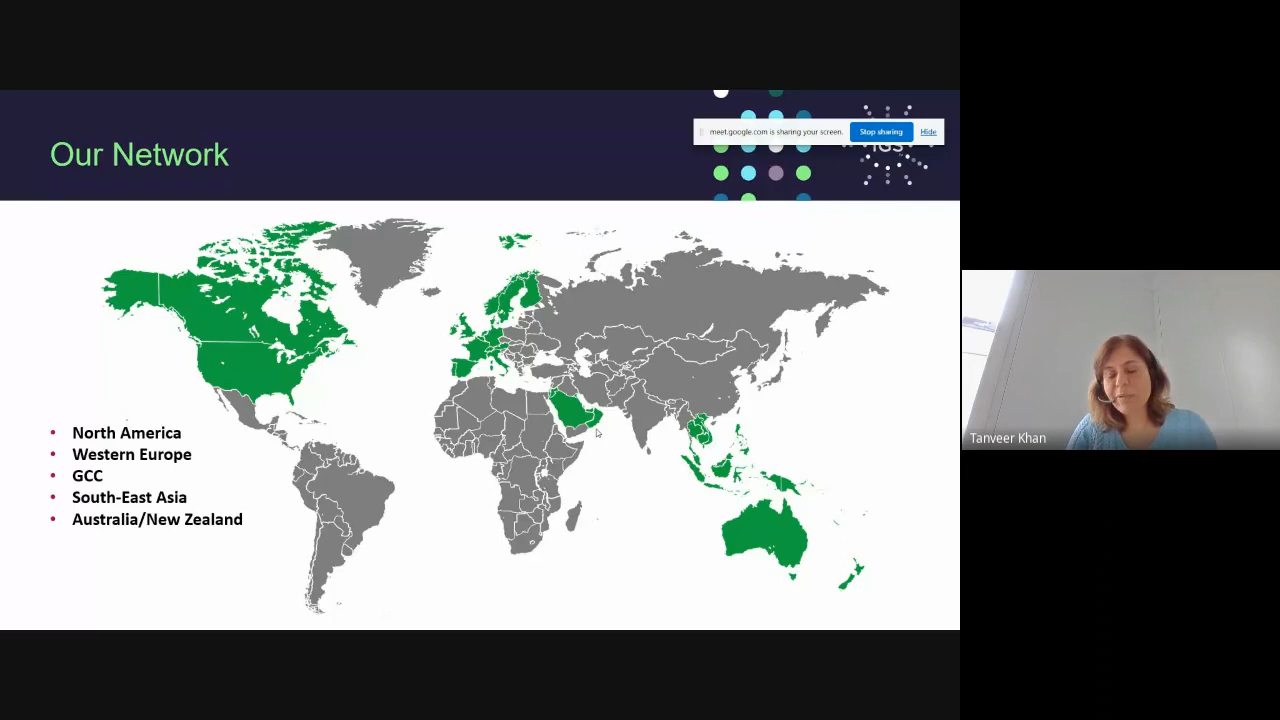 meet.google.com is sharing your screen.
Stop sharing
Hide
IGS
Our Network
• North America
• Western Europe
• GCC
• South-East Asia
• Australia/New Zealand
Tanveer Khan